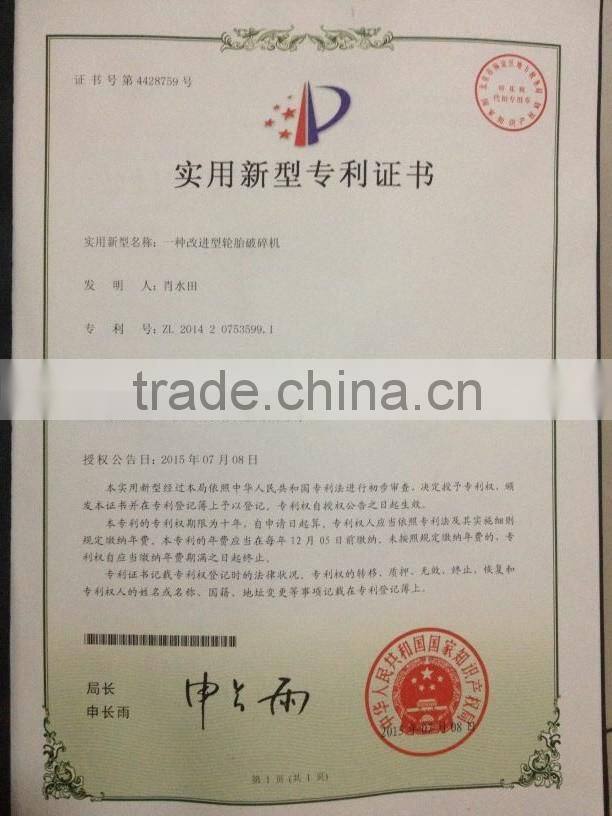 证书号第4428759号
实用新型专利证书
实用新型名称：一种改进型轮胎破碎机
发 明 人：肖水田
专 利 号：ZL 2014 2 0753599.1
trade.china.cn
授权公告日：2015年07月08日
本实用新型经过本局依照中华人民共和国专利法进行初步审查，决定授予专利权，颁
发本证书并在专利登记簿上予以登记。专利权自授权公告之日起生效。
本专利的专利权期限为十年，自申请日起算。专利权人应当依照专利法及其实施细则
规定缴纳年费。本专利的年费应当在每年12月05日前缴纳。未按照规定缴纳年费的，专
利权自应当缴纳年费期满之日起终止。
专利证书记载专利权登记时的法律状况。专利权的转移、质押、无效、终止、恢复和
专利权人的姓名或名称、国籍、地址变更等事项记载在专利登记簿上。
局长
申长雨
申长雨
中华人民共和国国家知识产权局
2015年07月08日
第1页(共1页)